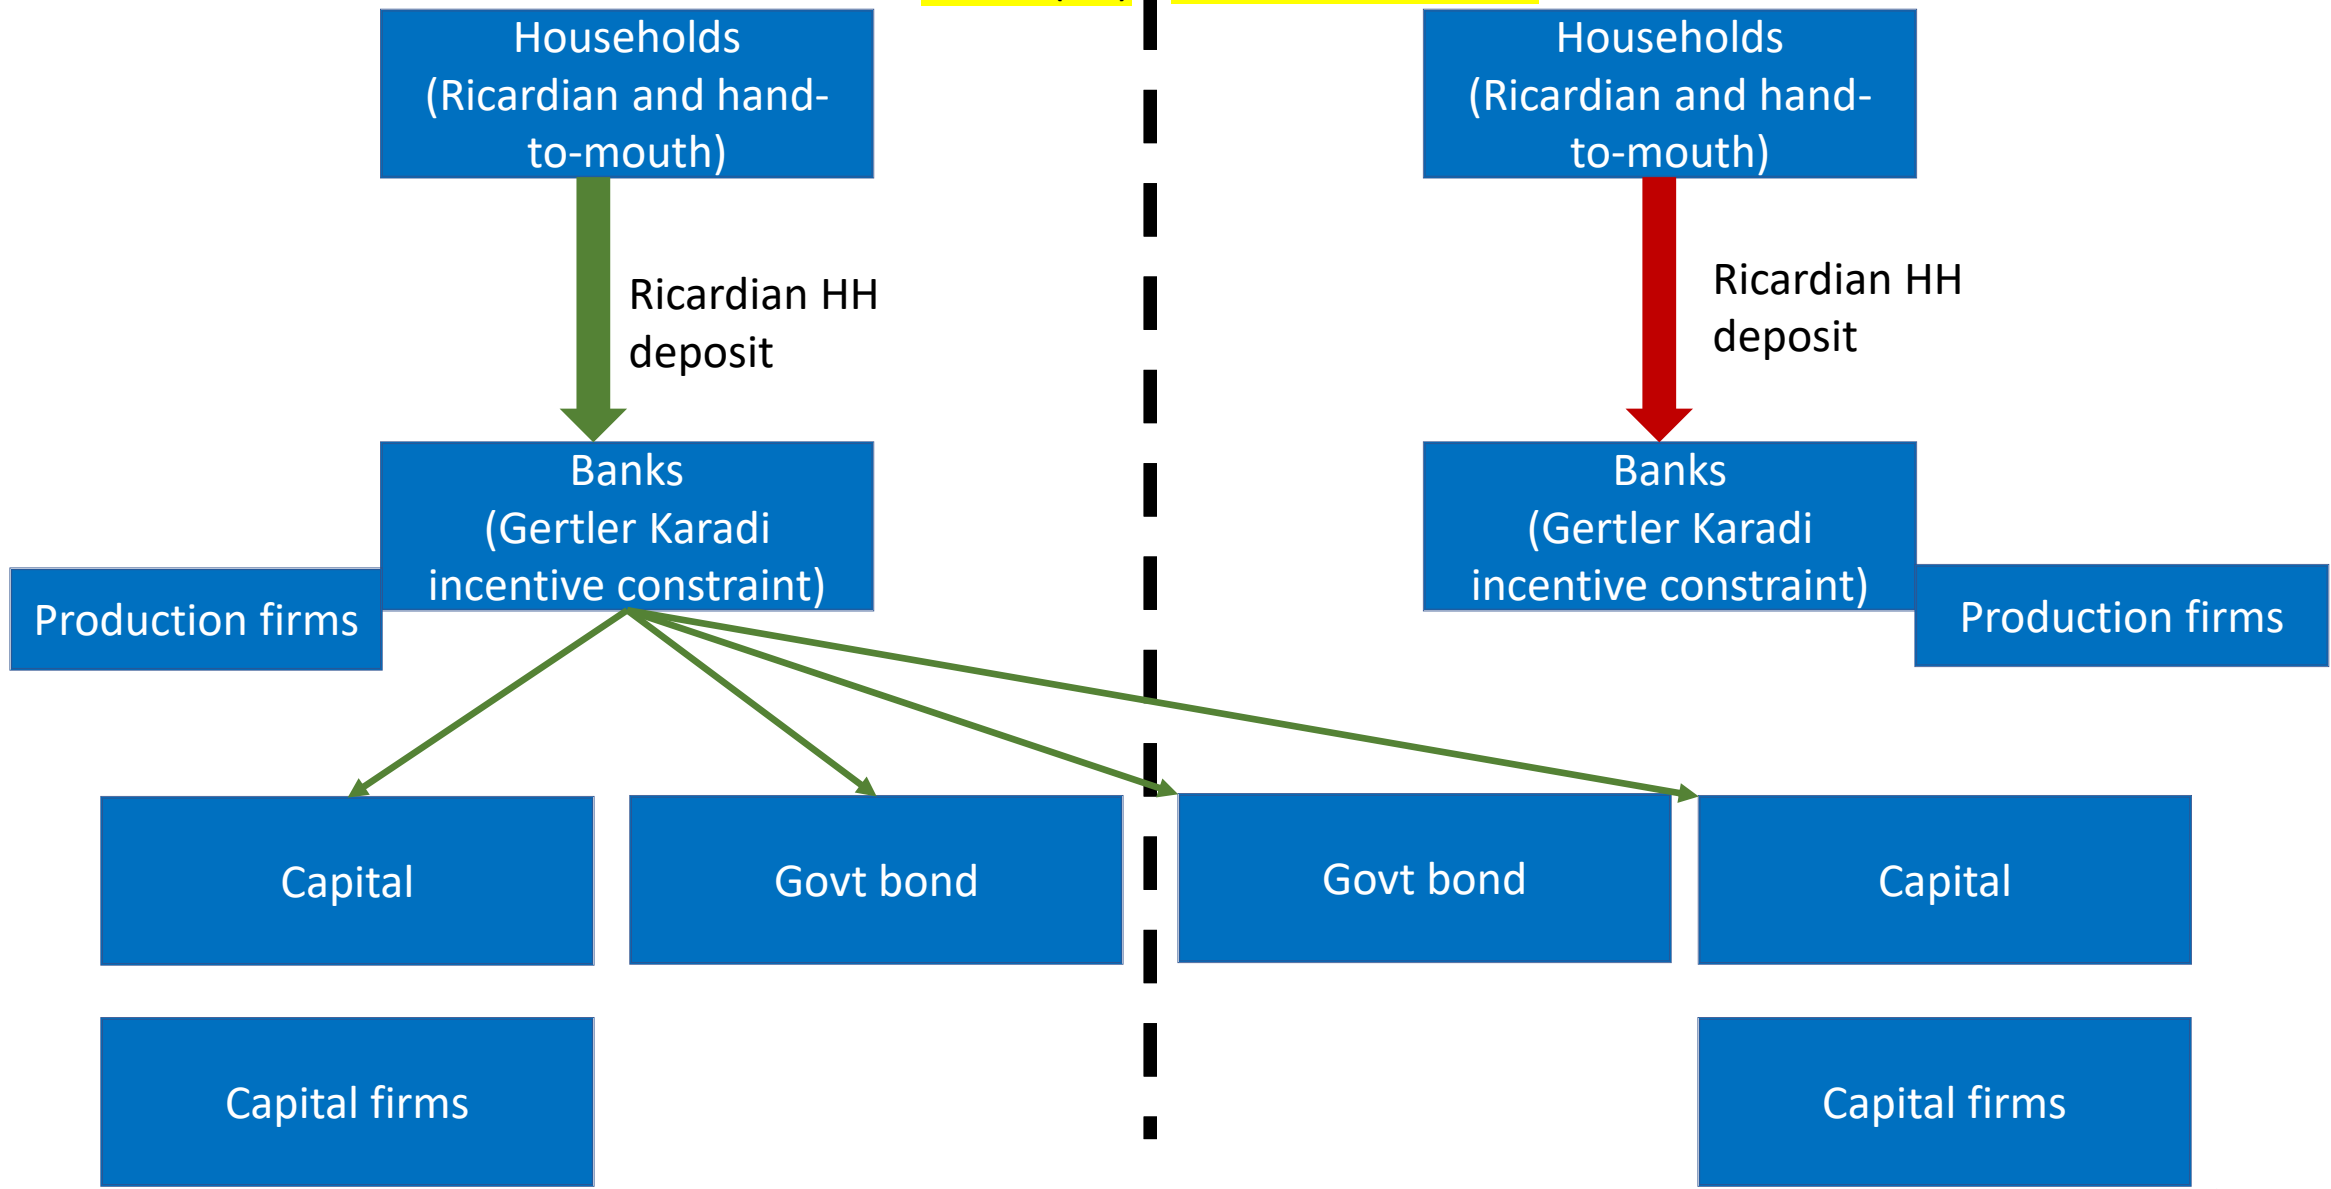 Households
(Ricardian and hand-
to-mouth)
Households
(Ricardian and hand-
to-mouth)
Ricardian HH
deposit
Ricardian HH
deposit
Banks
(Gertler Karadi
incentive constraint)
Banks
(Gertler Karadi
incentive constraint)
Production firms
Production firms
Capital
Govt bond
Govt bond
Capital
Capital firms
Capital firms